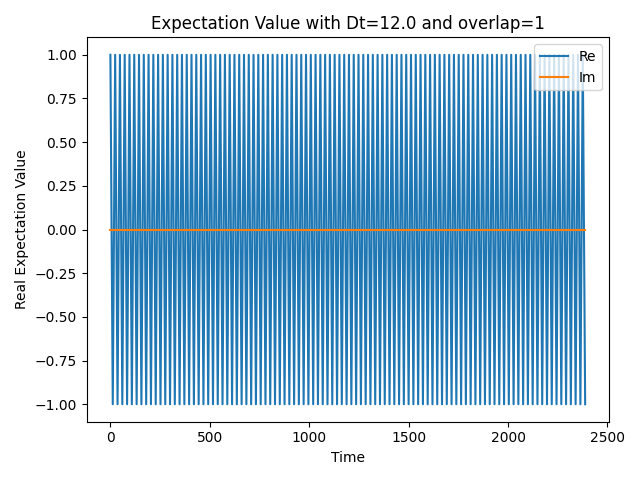 Expectation Value with Dt=12.0 and overlap=1
Re
Im
1.00
0.75
0.50
0.25
0.00
−0.25
−0.50
−0.75
−1.00
Real Expectation Value
0 500 1000 1500 2000 2500
Time